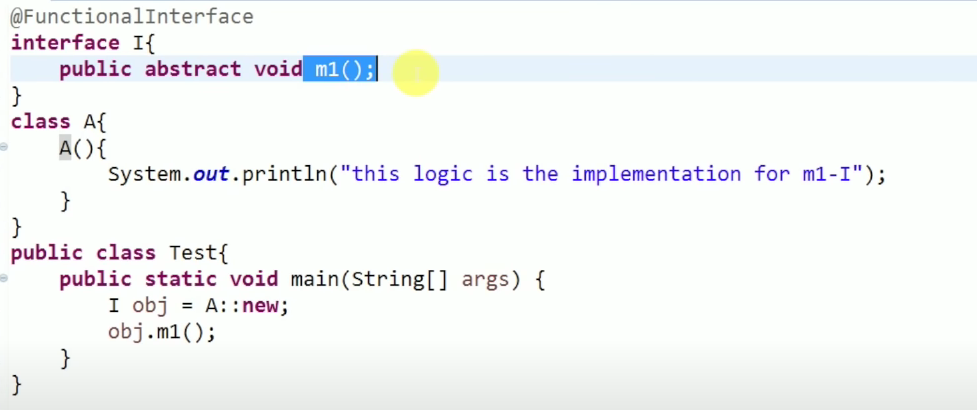 @FunctionalInterface
interface I{
    public abstract void m1();
}
class A{
    A(){
        System.out.println("this logic is the implementation for m1-I");
    }
}
public class Test{
    public static void main(String[] args) {
        I obj = A::new;
        obj.m1();
    }
}